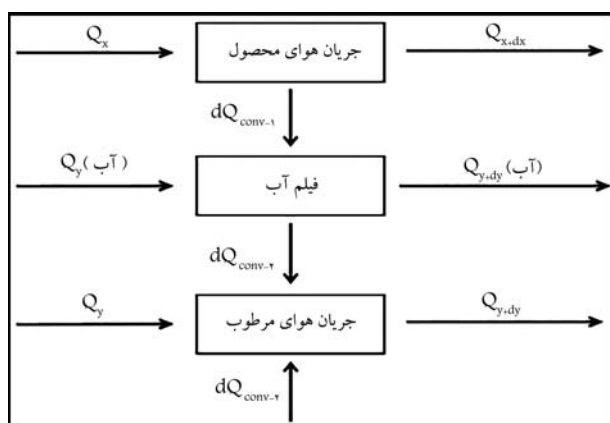 Q_x جریان هوای محصول Q_x+dx
dQ_conv-۱
Q_y (آب) فیلم آب Q_y+dy (آب)
dQ_conv-۲
Q_y جریان هوای مرطوب Q_y+dy
dQ_conv-۲